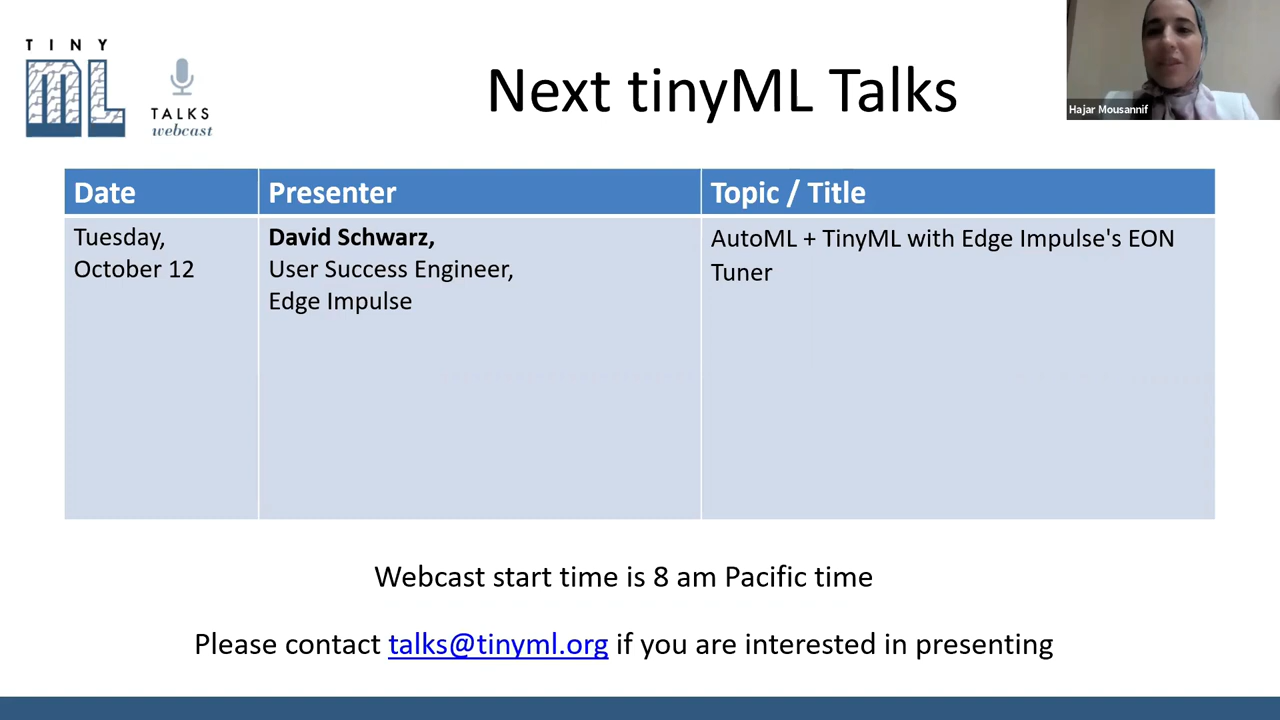 TINY
ML
TALKS
webcast
Next tinyML Talks
Hajar Mousannif
Date
Presenter
Topic / Title
Tuesday,
October 12
David Schwarz,
User Success Engineer,
Edge Impulse
AutoML + TinyML with Edge Impulse's EON
Tuner
Webcast start time is 8 am Pacific time
Please contact talks@tinyml.org if you are interested in presenting